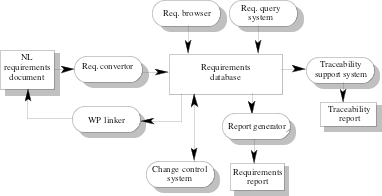 Req. browser
Req. query
system
NL
requirements
document
Req. convertor
Requirements
database
Traceability
support system
WP linker
Report generator
Traceability
report
Change control
system
Requirements
report